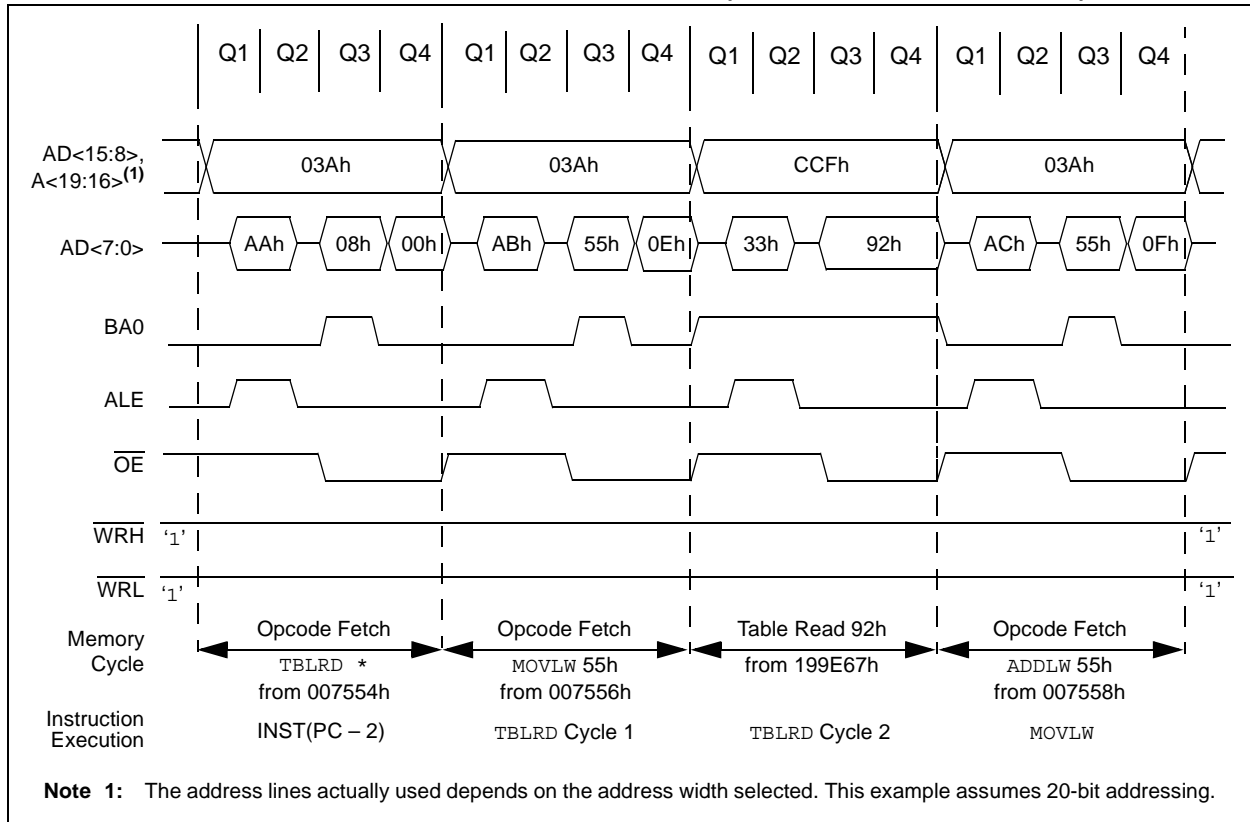 Q1 Q2 Q3 Q4 Q1 Q2 Q3 Q4 Q1 Q2 Q3 Q4 Q1 Q2 Q3 Q4
AD<15:8>,
A<19:16>(1)
03Ah 03Ah CCFh 03Ah
AD<7:0> AAh 08h 00h ABh 55h 0Eh 33h 92h ACh 55h 0Fh
BA0
ALE
OE
WRH '1' '1'
WRL '1' '1'
Memory
Cycle
Opcode Fetch Opcode Fetch Table Read 92h Opcode Fetch
TBLRD * MOVLW 55h from 199E67h ADDLW 55h
from 007554h from 007556h from 007558h
Instruction
Execution
INST(PC – 2) TBLRD Cycle 1 TBLRD Cycle 2 MOVLW
Note 1: The address lines actually used depends on the address width selected. This example assumes 20-bit addressing.